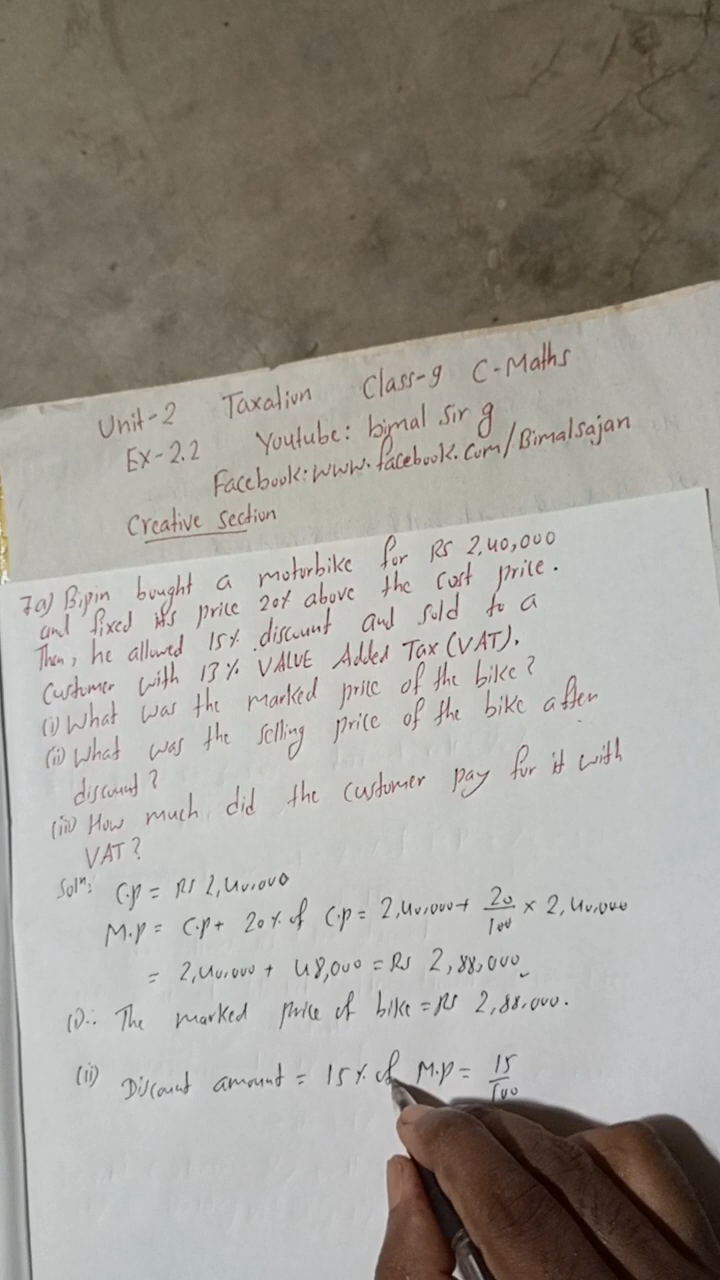 Unit-2 Taxation Class-9 C-Maths
Ex-2.2 Youtube: bimal sir g
Facebook: www.facebook.com/Bimalsajan
Creative section
7a) Bipin bought a motorbike for RS 2,40,000
and fixed its price 20% above the cost price.
Then, he allowed 15% discount and sold to a
Customer with 13% VALUE Added Tax (VAT).
(i) What was the marked price of the bike?
(ii) What was the selling price of the bike after
discount?
(iii) How much did the customer pay for it with
VAT?
Solⁿ: C.p = RS 2,40,000
M.p = C.p + 20% of C.p = 2,40,000 + 20/100 × 2,40,000
= 2,40,000 + 48,000 = RS 2,88,000
(i) ∴ The marked price of bike = RS 2,88,000.
(ii) Discount amount = 15% of M.p = 15/100